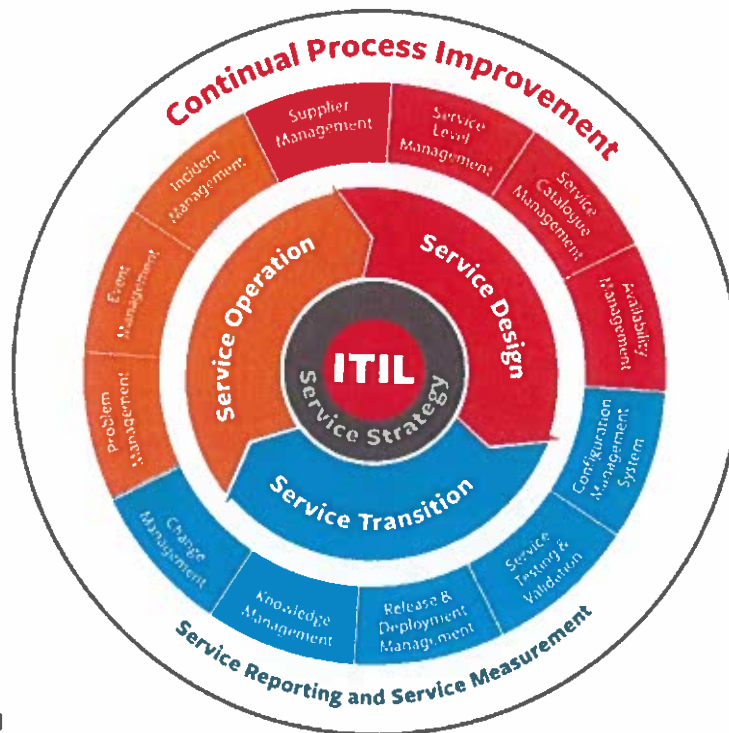 Continual Process Improvement
Supplier
Management
Service
Level
Management
Service
Catalogue
Management
Availability
Management
Configuration
Management
System
Service
Testing &
Validation
Release &
Deployment
Management
Knowledge
Management
Change
Management
Problem
Management
Event
Management
Incident
Management
Service Operation
Service Design
Service Transition
ITIL
Service Strategy
Service Reporting and Service Measurement